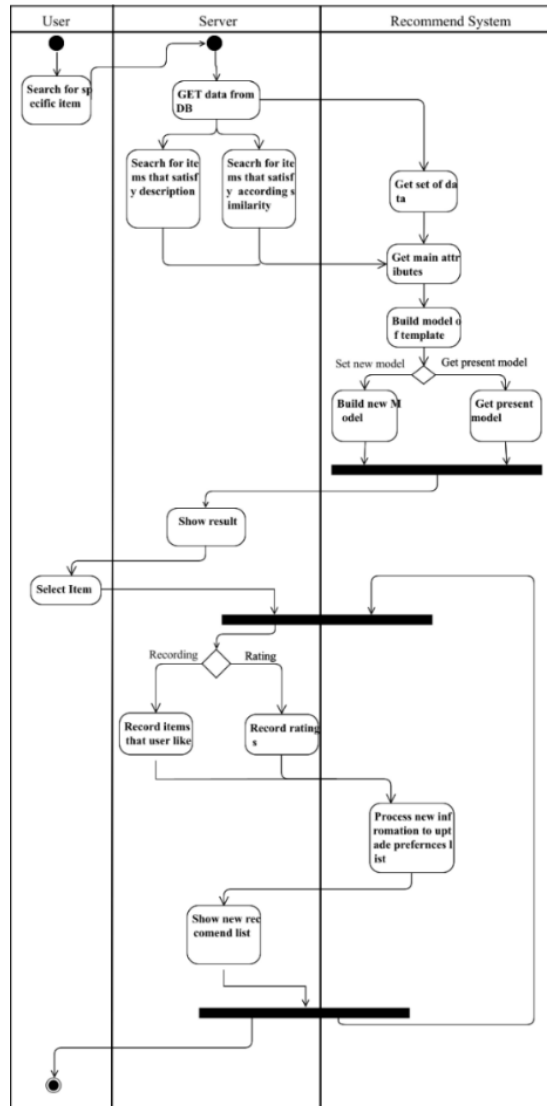 User
Server
Recommend System
Search for sp
ecific item
GET data from
DB
Seacrh for ite
ms that satisf
y description
Seacrh for ite
ms that satisf
y according s
imilarity
Get set of da
ta
Get main attr
ibutes
Build model o
f template
Set new model
Get present model
Build new M
odel
Get present
model
Show result
Select Item
Recording
Rating
Record items
that user like
Record rating
s
Process new inf
romation to upt
ade prefernces l
ist
Show new rec
comend list